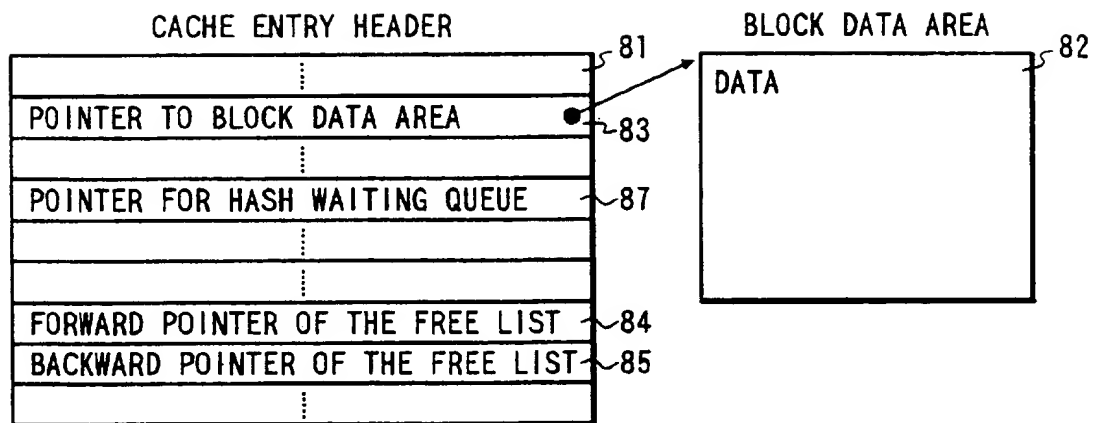 CACHE ENTRY HEADER
BLOCK DATA AREA
81
82
DATA
POINTER TO BLOCK DATA AREA
83
POINTER FOR HASH WAITING QUEUE
87
FORWARD POINTER OF THE FREE LIST
84
BACKWARD POINTER OF THE FREE LIST
85